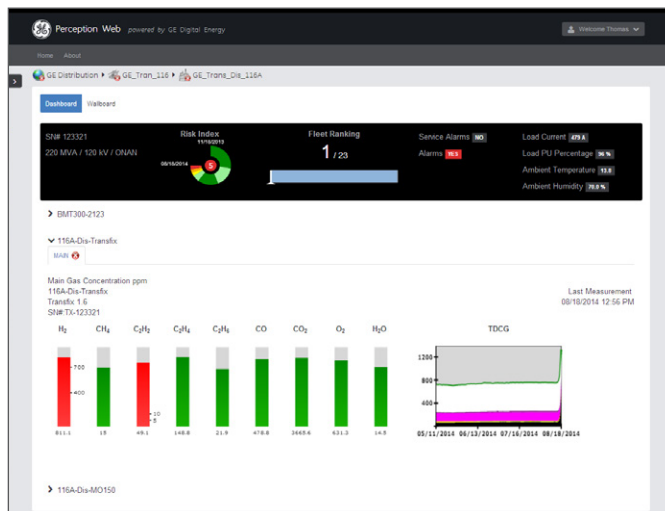 Perception Web powered by GE Digital Energy
Welcome Thomas
Home About
GE Distribution GE_Tran_116 GE_Trans_Dis_116A
Dashboard Wallboard
SN# 123321
220 MVA / 120 kV / ONAN
Risk Index
11/18/2013
08/18/2014
5
Fleet Ranking
1 / 23
Service Alarms NO
Alarms YES
Load Current 479 A
Load PU Percentage 96 %
Ambient Temperature 13.0
Ambient Humidity 70.0 %
BMT300-2123
116A-Dis-Transfix
MAIN
Main Gas Concentration ppm
116A-Dis-Transfix
Transfix 1.6
SN# TX-123321
Last Measurement
08/18/2014 12:56 PM
H2 CH4 C2H2 C2H4 C2H6 CO CO2 O2 H2O TDCG
700
400
10
5
811.1 15 49.1 148.8 21.9 478.8 2665.6 631.3 14.5
1200
800
400
05/11/2014 06/13/2014 07/16/2014 08/18/2014
116A-Dis-MO150